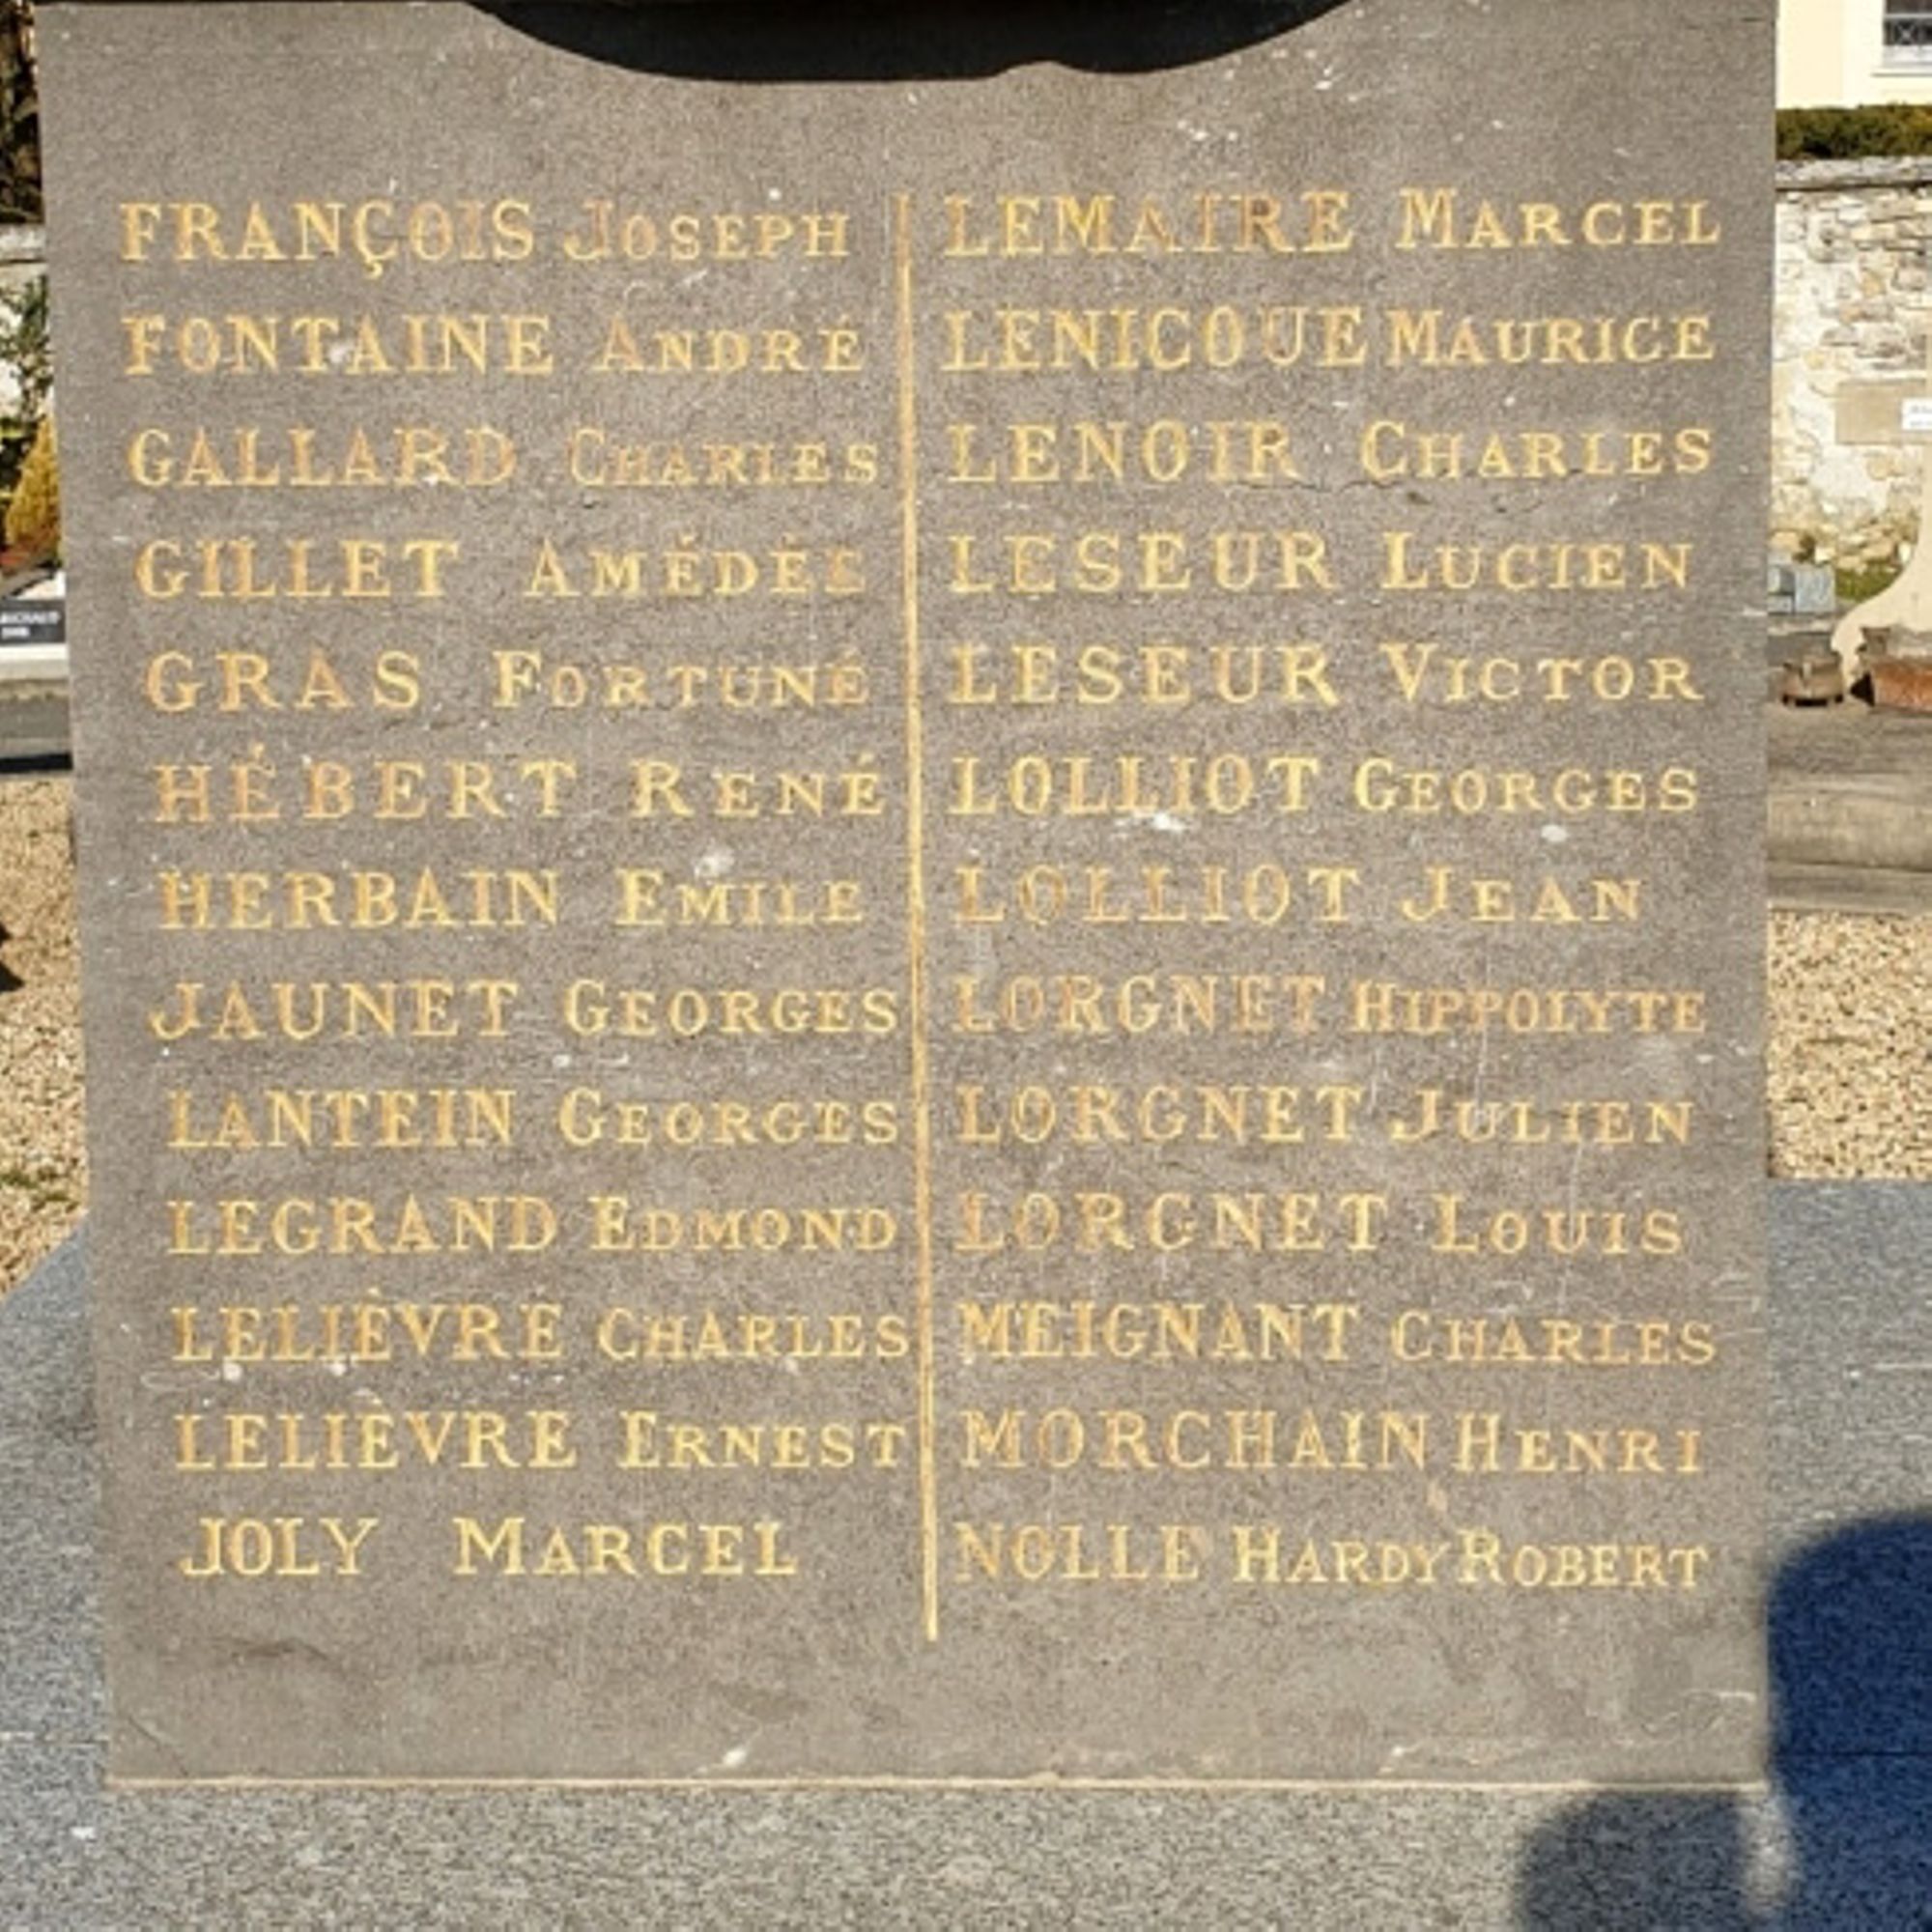 FRANÇOIS JOSEPH
FONTAINE ANDRÉ
GALLARD CHARLES
GILLET AMÉDÉE
GRAS FORTUNÉ
HÉBERT RENÉ
HERBAIN EMILE
JAUNET GEORGES
LANTEIN GEORGES
LEGRAND EDMOND
LELIÈVRE CHARLES
LELIÈVRE ERNEST
JOLY MARCEL
LEMAIRE MARCEL
LENICQUE MAURICE
LENOIR CHARLES
LESEUR LUCIEN
LESEUR VICTOR
LOLLIOT GEORGES
LOLLIOT JEAN
LORGNET HIPPOLYTE
LORGNET JULIEN
LORGNET LOUIS
MEIGNANT CHARLES
MORCHAIN HENRI
NOLLE HARDY ROBERT